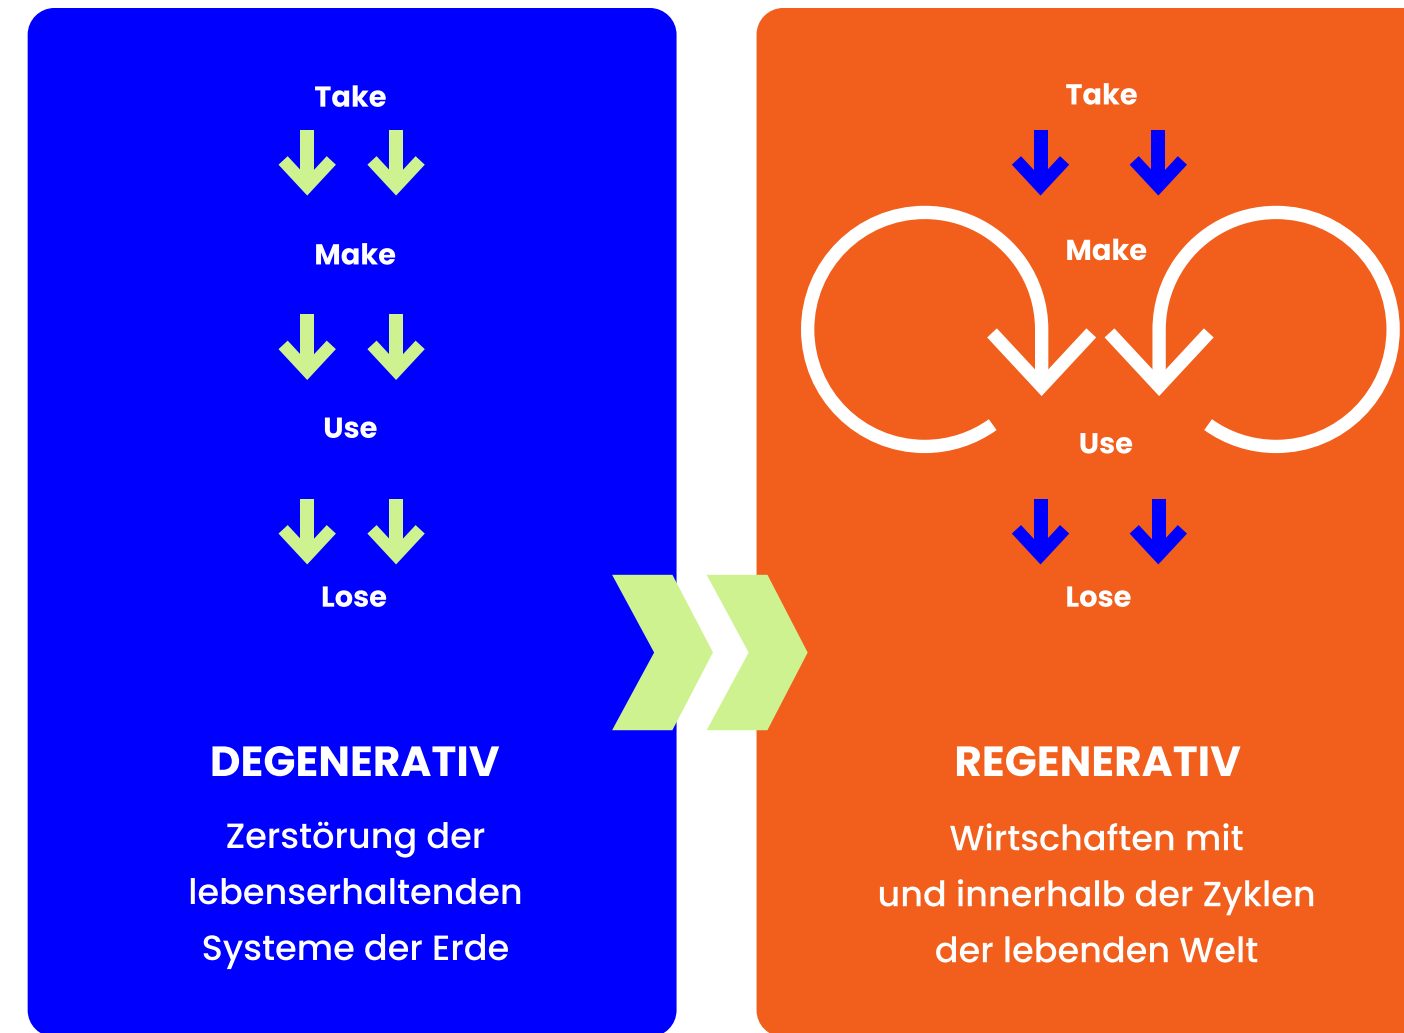 Take
Make
Use
Lose
DEGENERATIV
Zerstörung der
lebenserhaltenden
Systeme der Erde
Take
Make
Use
Lose
REGENERATIV
Wirtschaften mit
und innerhalb der Zyklen
der lebenden Welt